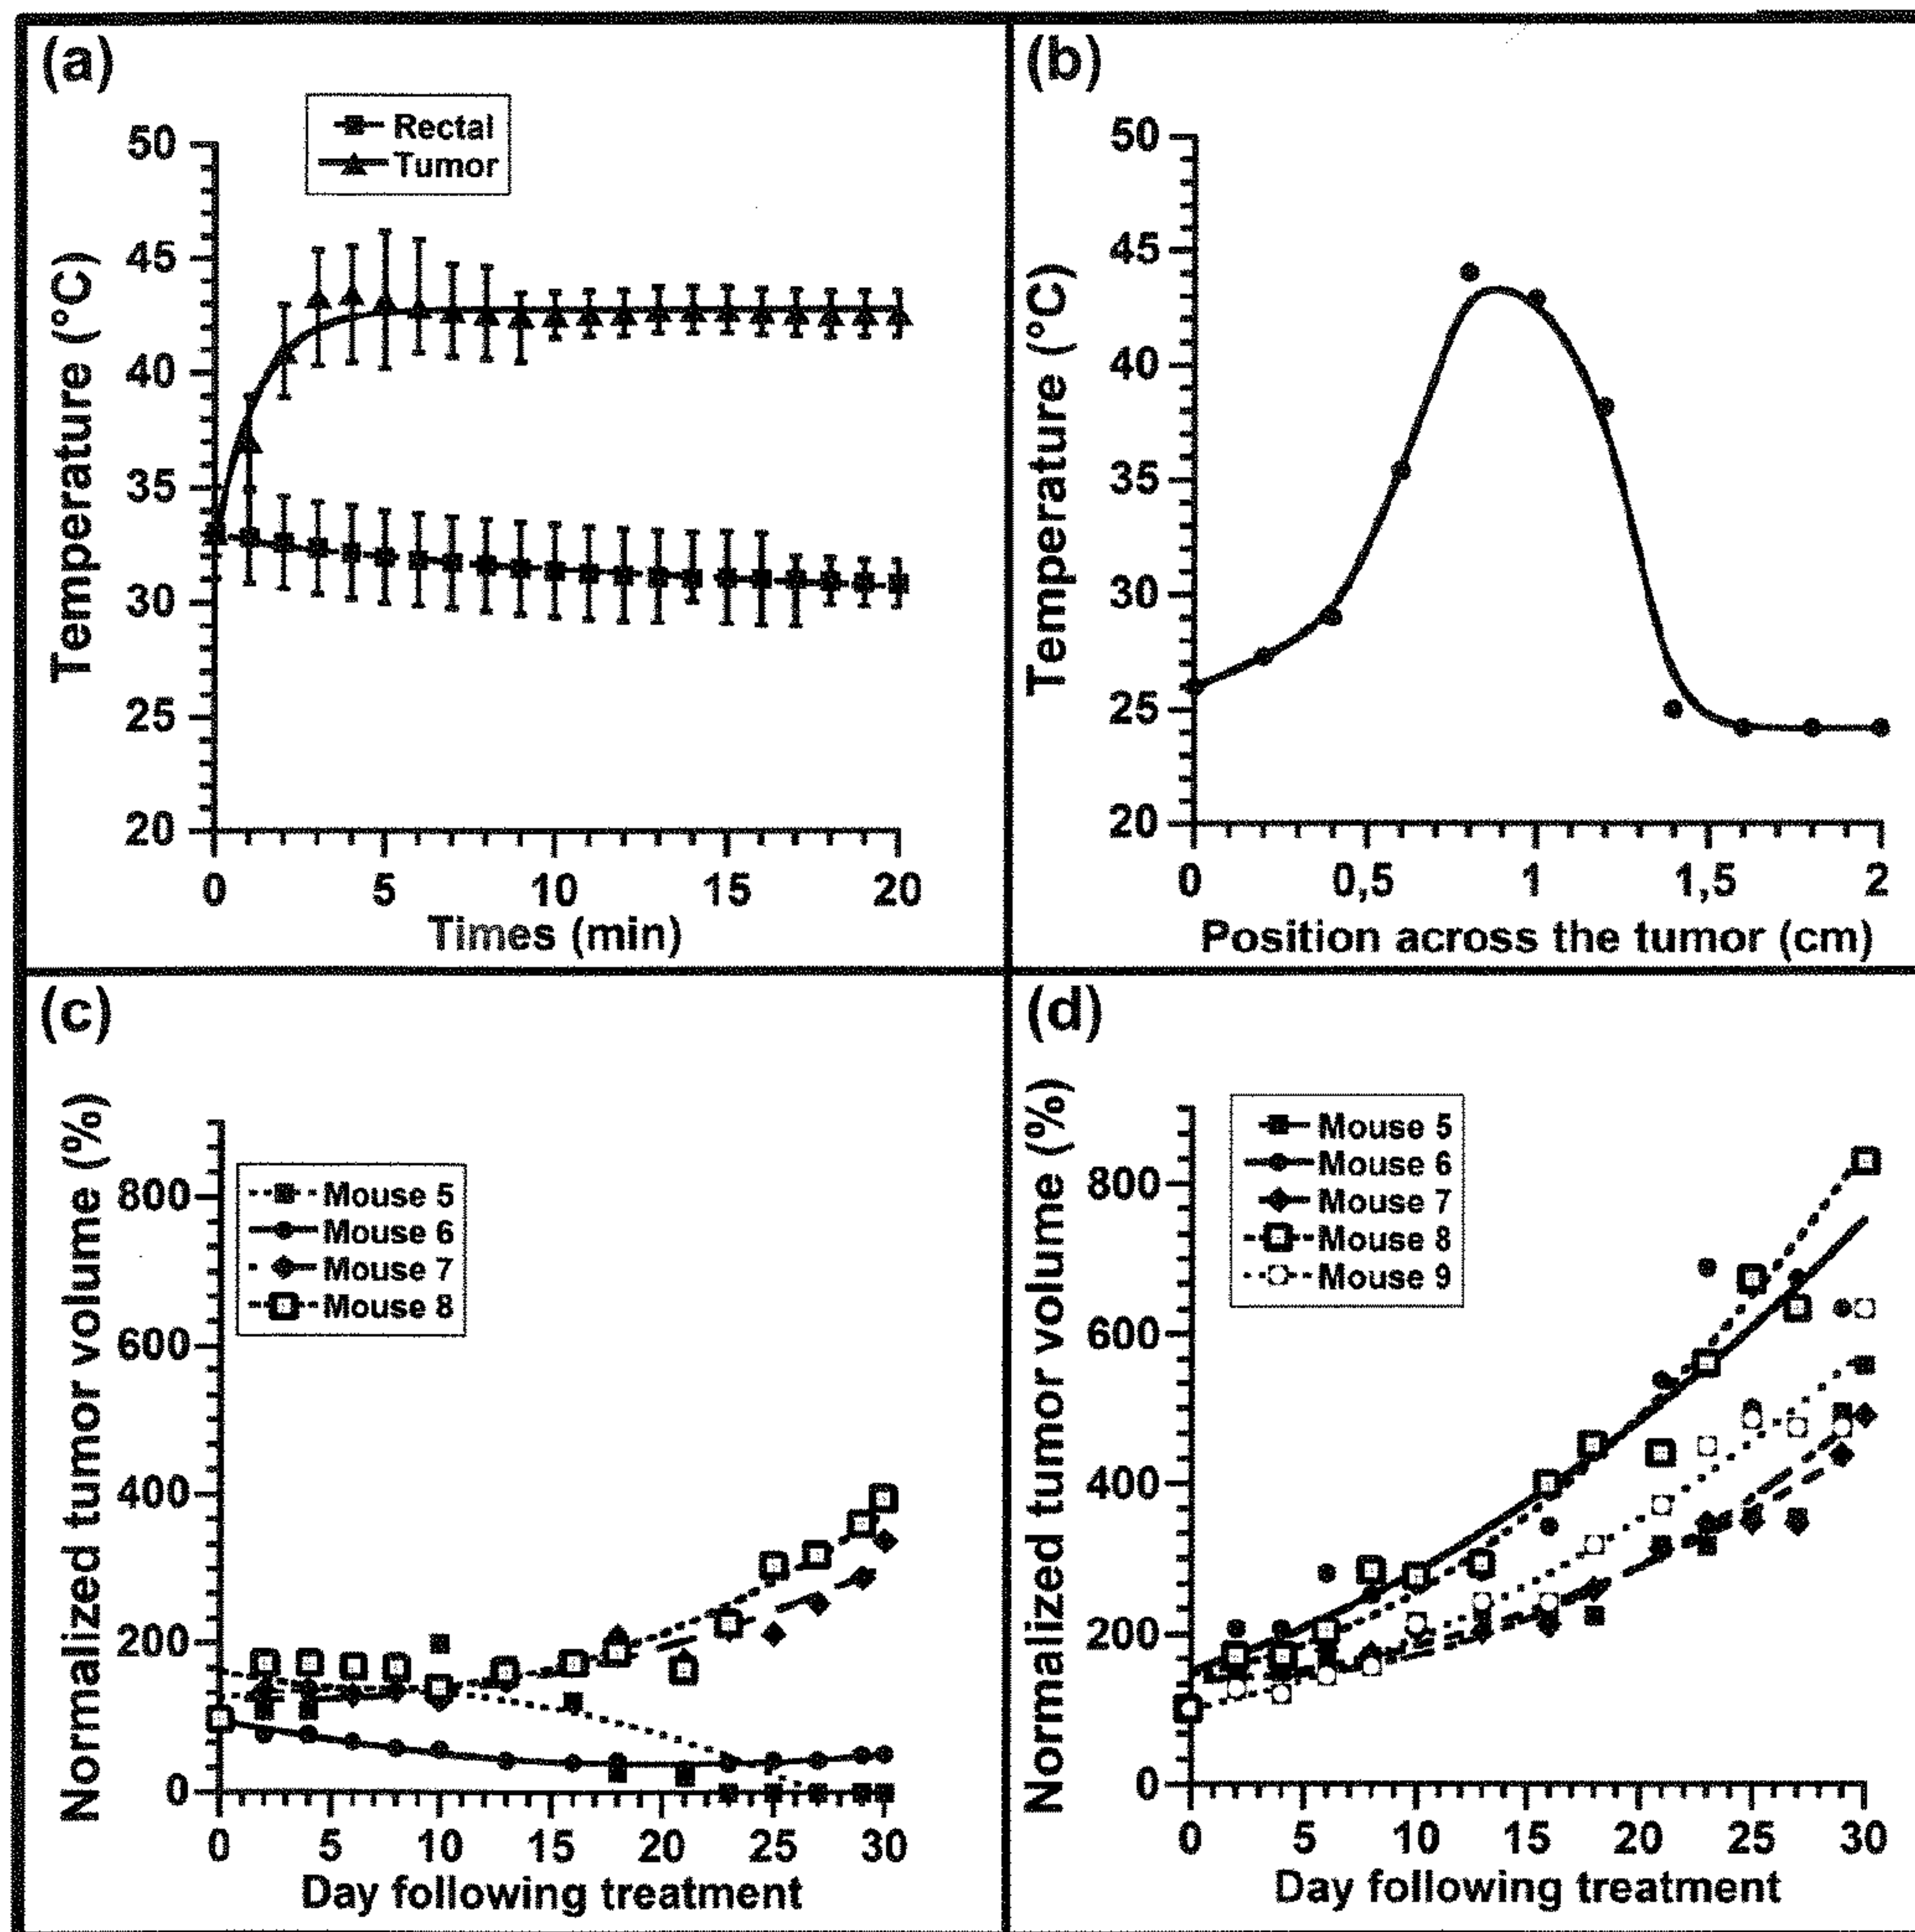 (a)
Rectal
Tumor
50
45
40
35
30
25
20
Temperature (°C)
0 5 10 15 20
Times (min)
(b)
50
45
40
35
30
25
20
Temperature (°C)
0 0,5 1 1,5 2
Position across the tumor (cm)
(c)
Mouse 5
Mouse 6
Mouse 7
Mouse 8
800
600
400
200
0
Normalized tumor volume (%)
0 5 10 15 20 25 30
Day following treatment
(d)
Mouse 5
Mouse 6
Mouse 7
Mouse 8
Mouse 9
800
600
400
200
0
Normalized tumor volume (%)
0 5 10 15 20 25 30
Day following treatment